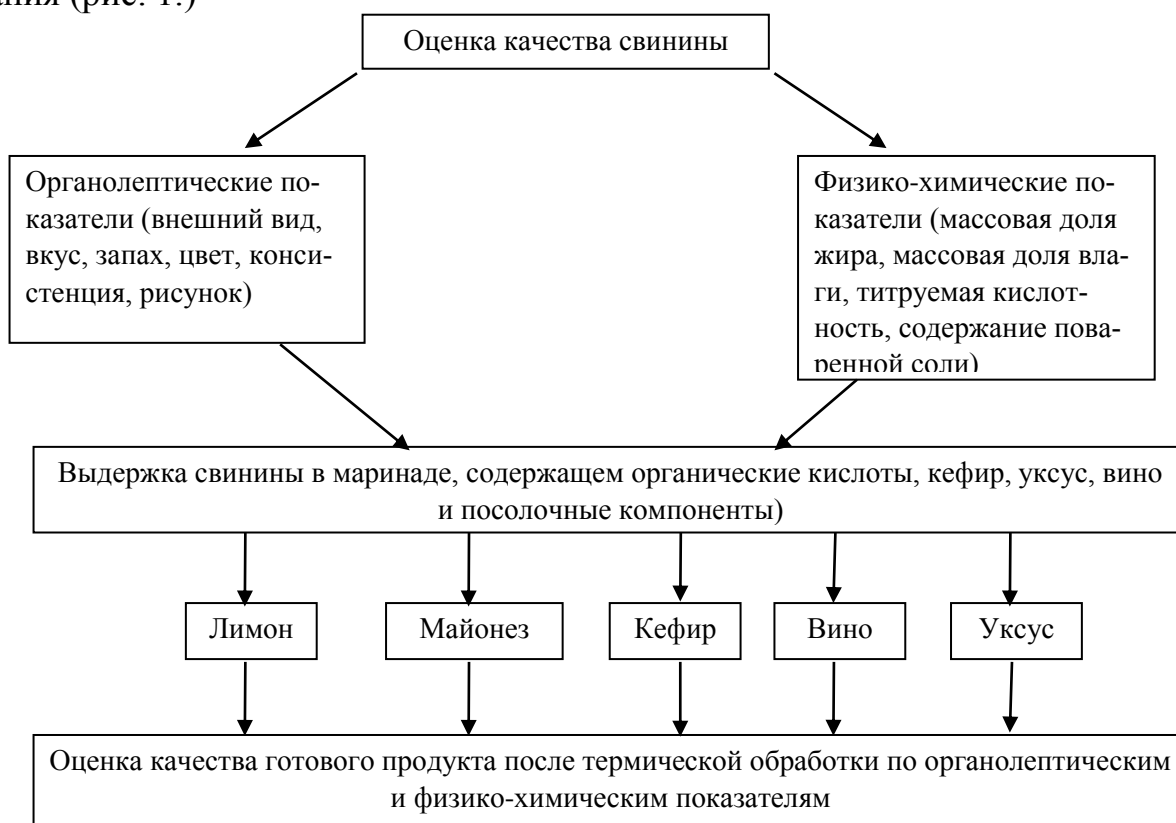 ания (рис. 1.)
Оценка качества свинины
Органолептические по-
казатели (внешний вид,
вкус, запах, цвет, конси-
стенция, рисунок)
Физико-химические по-
казатели (массовая доля
жира, массовая доля вла-
ги, титруемая кислот-
ность, содержание пова-
ренной соли)
Выдержка свинины в маринаде, содержащем органические кислоты, кефир, уксус, вино
и посолочные компоненты)
Лимон
Майонез
Кефир
Вино
Уксус
Оценка качества готового продукта после термической обработки по органолептическим
и физико-химическим показателям